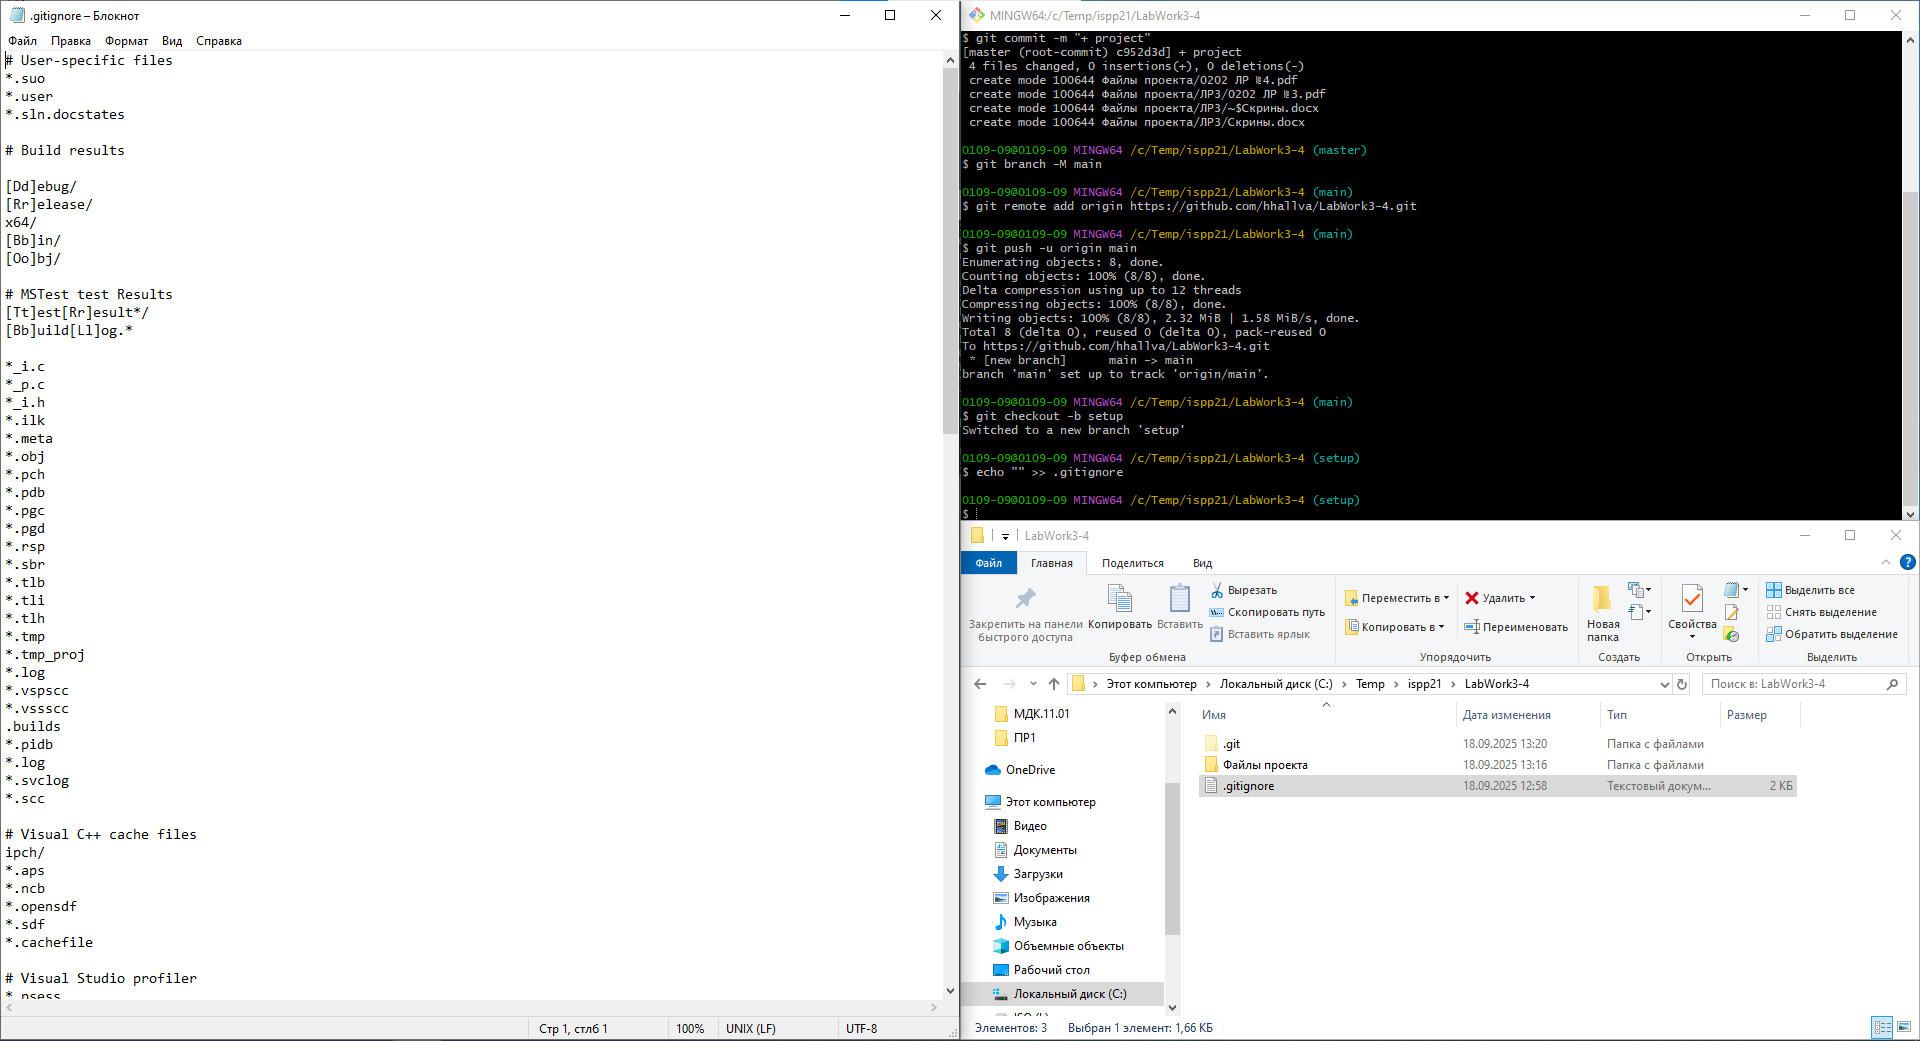 .gitignore – Блокнот
Файл Правка Формат Вид Справка
# User-specific files
*.suo
*.user
*.sln.docstates
# Build results
[Dd]ebug/
[Rr]elease/
x64/
[Bb]in/
[Oo]bj/
# MSTest test Results
[Tt]est[Rr]esult*/
[Bb]uild[Ll]og.*
*_i.c
*_p.c
*_i.h
*.ilk
*.meta
*.obj
*.pch
*.pdb
*.pgc
*.pgd
*.rsp
*.sbr
*.tlb
*.tli
*.tlh
*.tmp
*.tmp_proj
*.log
*.vspscc
*.vssscc
.builds
*.pidb
*.log
*.svclog
*.scc
# Visual C++ cache files
ipch/
*.aps
*.ncb
*.opensdf
*.sdf
*.cachefile
# Visual Studio profiler
*.psess
Стр 1, стлб 1 100% UNIX (LF) UTF-8
MINGW64:/c/Temp/ispp21/LabWork3-4
$ git commit -m "+ project"
[master (root-commit) c952d3d] + project
4 files changed, 0 insertions(+), 0 deletions(-)
create mode 100644 Файлы проекта/0202 ЛР №4.pdf
create mode 100644 Файлы проекта/ЛР3/0202 ЛР №3.pdf
create mode 100644 Файлы проекта/ЛР3/~$Скрины.docx
create mode 100644 Файлы проекта/ЛР3/Скрины.docx
0109-09@0109-09 MINGW64 /c/Temp/ispp21/LabWork3-4 (master)
$ git branch -M main
0109-09@0109-09 MINGW64 /c/Temp/ispp21/LabWork3-4 (main)
$ git remote add origin https://github.com/hhallva/LabWork3-4.git
0109-09@0109-09 MINGW64 /c/Temp/ispp21/LabWork3-4 (main)
$ git push -u origin main
Enumerating objects: 8, done.
Counting objects: 100% (8/8), done.
Delta compression using up to 12 threads
Compressing objects: 100% (8/8), done.
Writing objects: 100% (8/8), 2.32 MiB | 1.58 MiB/s, done.
Total 8 (delta 0), reused 0 (delta 0), pack-reused 0
To https://github.com/hhallva/LabWork3-4.git
* [new branch] main -> main
branch 'main' set up to track 'origin/main'.
0109-09@0109-09 MINGW64 /c/Temp/ispp21/LabWork3-4 (main)
$ git checkout -b setup
Switched to a new branch 'setup'
0109-09@0109-09 MINGW64 /c/Temp/ispp21/LabWork3-4 (setup)
$ echo "" >> .gitignore
0109-09@0109-09 MINGW64 /c/Temp/ispp21/LabWork3-4 (setup)
$
LabWork3-4
Файл Главная Поделиться Вид
Закрепить на панели быстрого доступа
Копировать
Вставить
Вырезать
Скопировать путь
Вставить ярлык
Буфер обмена
Переместить в
Копировать в
Удалить
Переименовать
Упорядочить
Новая папка
Создать
Свойства
Открыть
Выделить все
Снять выделение
Обратить выделение
Выделить
Этот компьютер > Локальный диск (C:) > Temp > ispp21 > LabWork3-4
Поиск в: LabWork3-4
МДК.11.01
ПР1
OneDrive
Этот компьютер
Видео
Документы
Загрузки
Изображения
Музыка
Объемные объекты
Рабочий стол
Локальный диск (C:)
Имя Дата изменения Тип Размер
.git 18.09.2025 13:20 Папка с файлами
Файлы проекта 18.09.2025 13:16 Папка с файлами
.gitignore 18.09.2025 12:58 Текстовый докум... 2 КБ
Элементов: 3 Выбран 1 элемент: 1,66 КБ